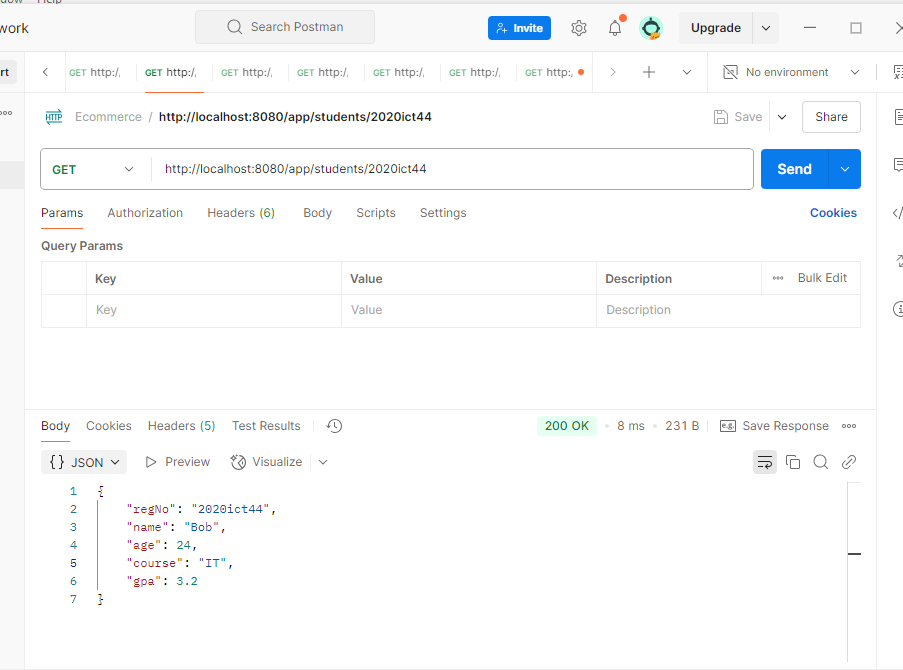 work
Search Postman
Invite
Upgrade
rt
GET http:/,
GET http:/,
GET http:/,
GET http:/,
GET http:/,
GET http:/,
GET http:,
No environment
HTTP
Ecommerce / http://localhost:8080/app/students/2020ict44
Save
Share
GET
http://localhost:8080/app/students/2020ict44
Send
Params Authorization Headers (6) Body Scripts Settings Cookies
Query Params
Key Value Description Bulk Edit
Key Value Description
Body Cookies Headers (5) Test Results 200 OK 8 ms 231 B e.g. Save Response
{} JSON Preview Visualize
1 {
2 "regNo": "2020ict44",
3 "name": "Bob",
4 "age": 24,
5 "course": "IT",
6 "gpa": 3.2
7 }